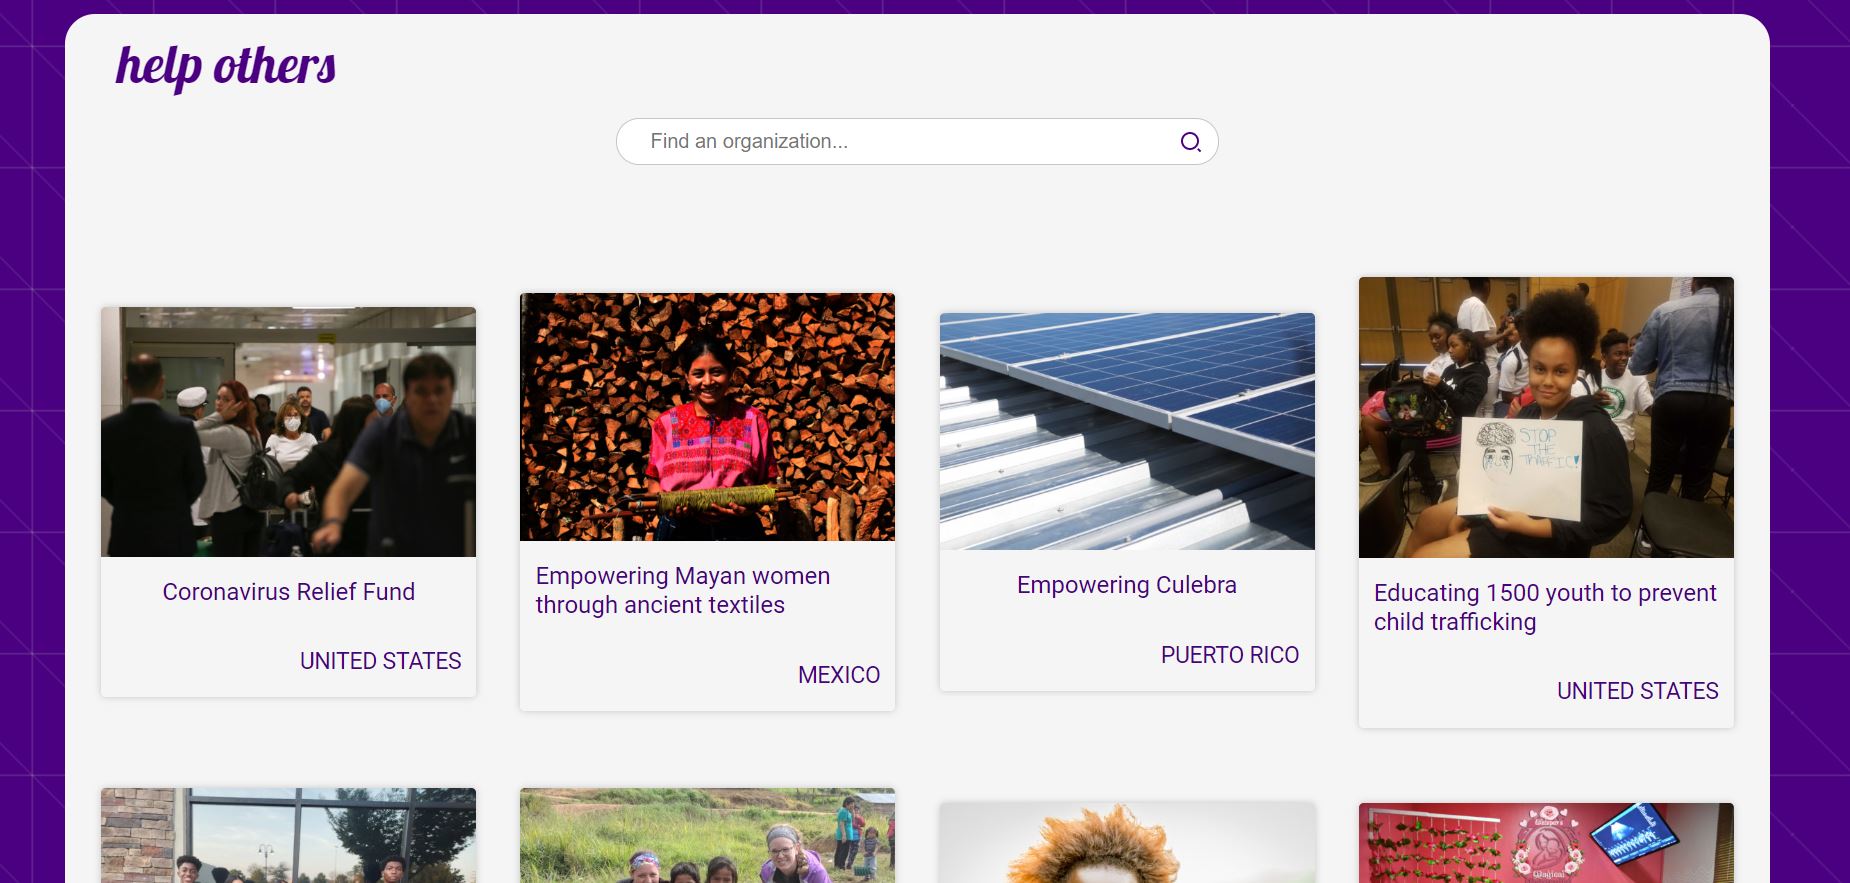 help others
Find an organization...
STOP
THE
TRAFFIC!
Coronavirus Relief Fund
UNITED STATES
Empowering Mayan women
through ancient textiles
MEXICO
Empowering Culebra
PUERTO RICO
Educating 1500 youth to prevent
child trafficking
UNITED STATES
Magical